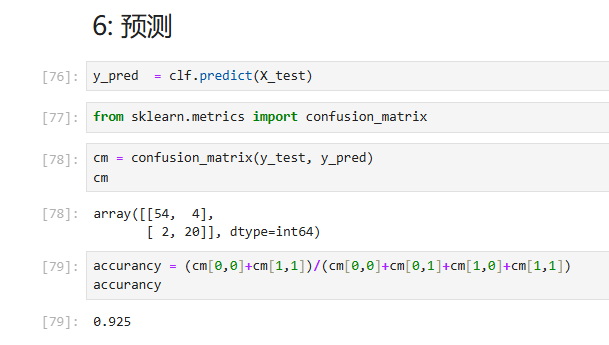 6: 预测
[76]: y_pred  = clf.predict(X_test)
[77]: from sklearn.metrics import confusion_matrix
[78]: cm = confusion_matrix(y_test, y_pred)
cm
[78]: array([[54,  4],
[ 2, 20]], dtype=int64)
[79]: accurancy = (cm[0,0]+cm[1,1])/(cm[0,0]+cm[0,1]+cm[1,0]+cm[1,1])
accurancy
[79]: 0.925